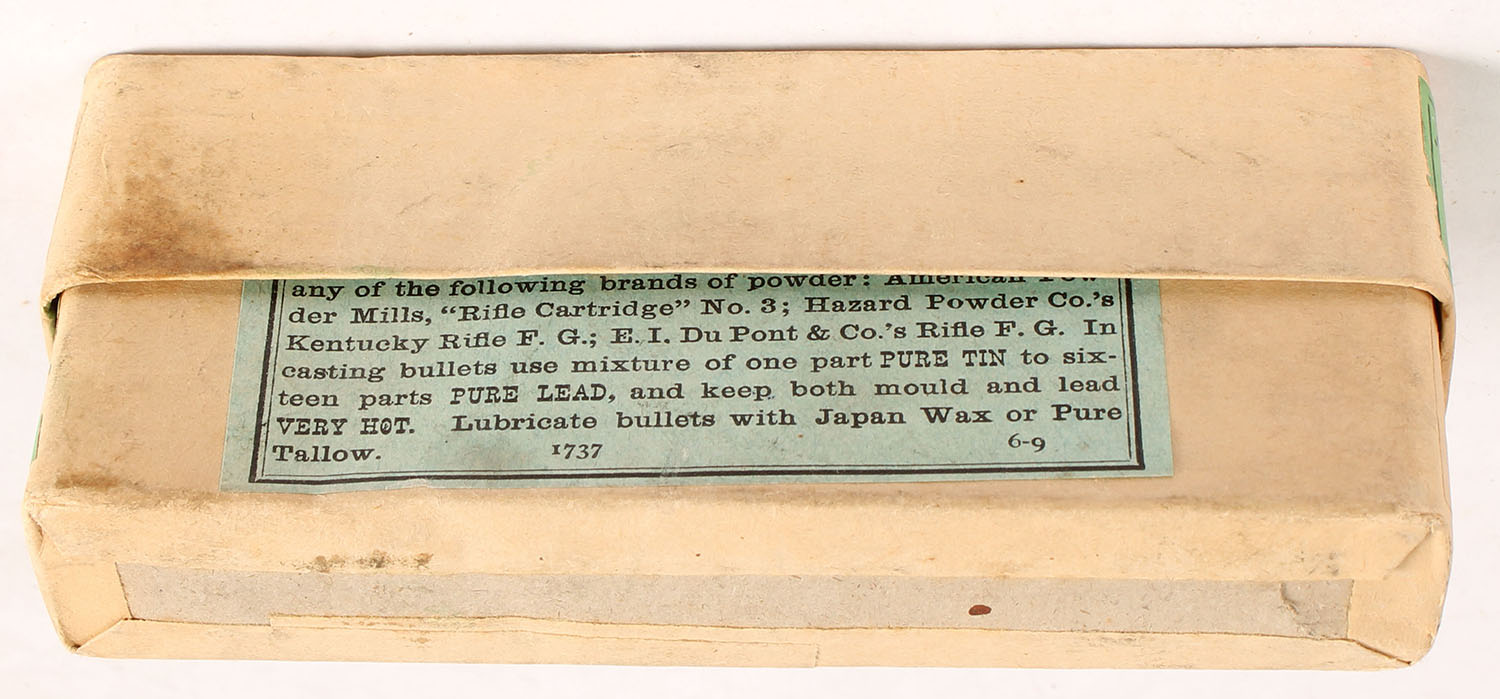 any of the following brands of powder: American Pow-
der Mills, "Rifle Cartridge" No. 3; Hazard Powder Co.'s
Kentucky Rifle F. G.; E. I. Du Pont & Co.'s Rifle F. G. In
casting bullets use mixture of one part PURE TIN to six-
teen parts PURE LEAD, and keep both mould and lead
VERY HOT. Lubricate bullets with Japan Wax or Pure
Tallow. 1737 6-9